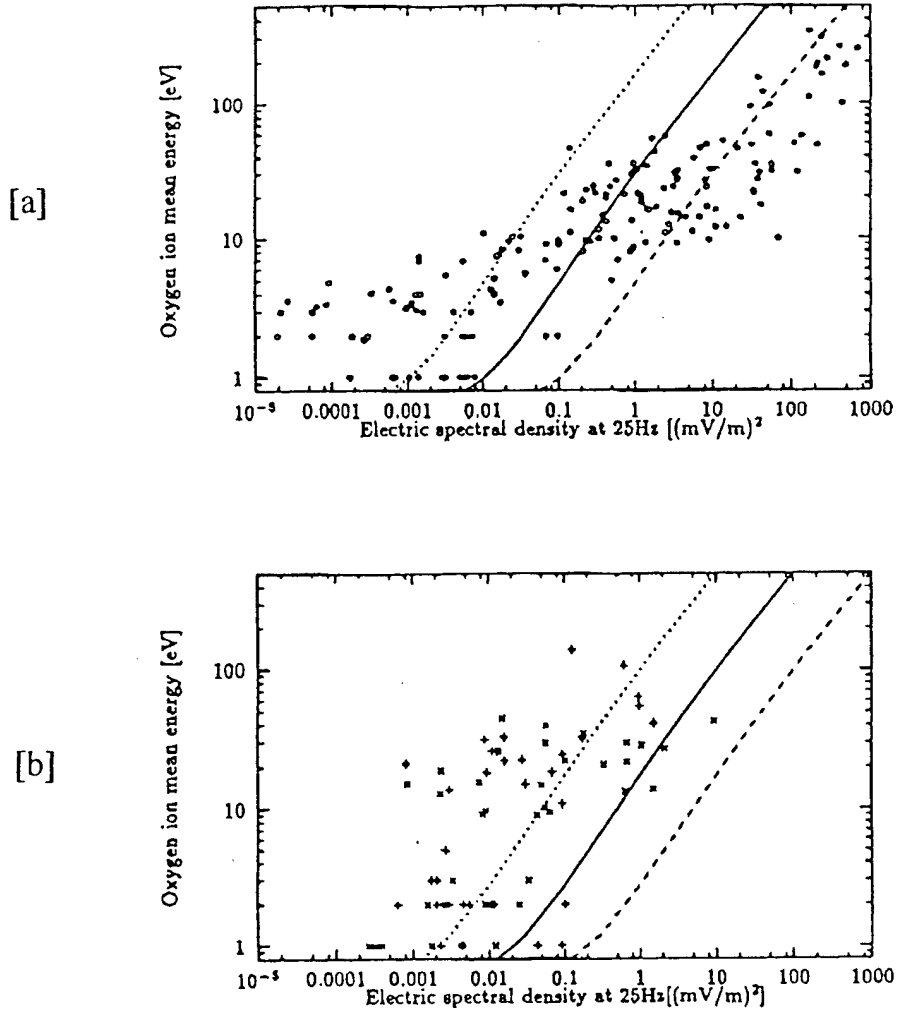 [a]
Oxygen ion mean energy [eV]
100
10
1
10⁻⁵ 0.0001 0.001 0.01 0.1 1 10 100 1000
Electric spectral density at 25Hz [(mV/m)²
[b]
Oxygen ion mean energy [eV]
100
10
1
10⁻⁵ 0.0001 0.001 0.01 0.1 1 10 100 1000
Electric spectral density at 25Hz[(mV/m)²]